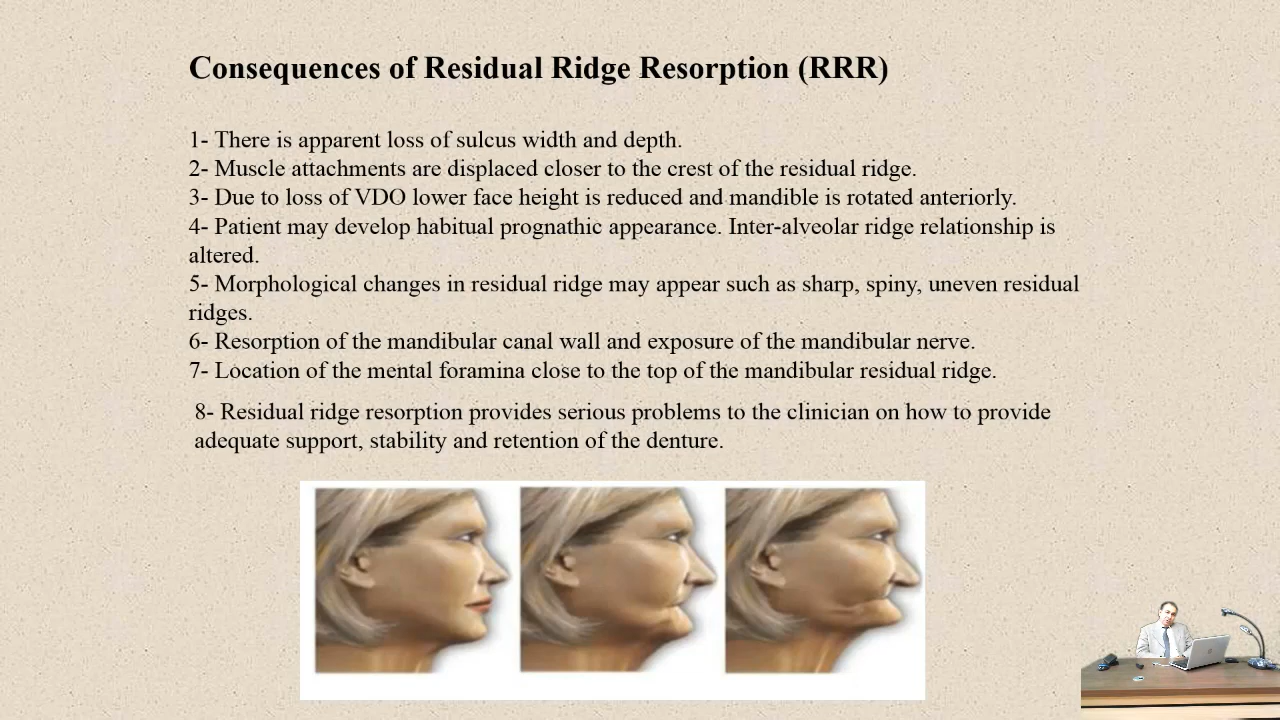 Consequences of Residual Ridge Resorption (RRR)
1- There is apparent loss of sulcus width and depth.
2- Muscle attachments are displaced closer to the crest of the residual ridge.
3- Due to loss of VDO lower face height is reduced and mandible is rotated anteriorly.
4- Patient may develop habitual prognathic appearance. Inter-alveolar ridge relationship is
altered.
5- Morphological changes in residual ridge may appear such as sharp, spiny, uneven residual
ridges.
6- Resorption of the mandibular canal wall and exposure of the mandibular nerve.
7- Location of the mental foramina close to the top of the mandibular residual ridge.
8- Residual ridge resorption provides serious problems to the clinician on how to provide
adequate support, stability and retention of the denture.